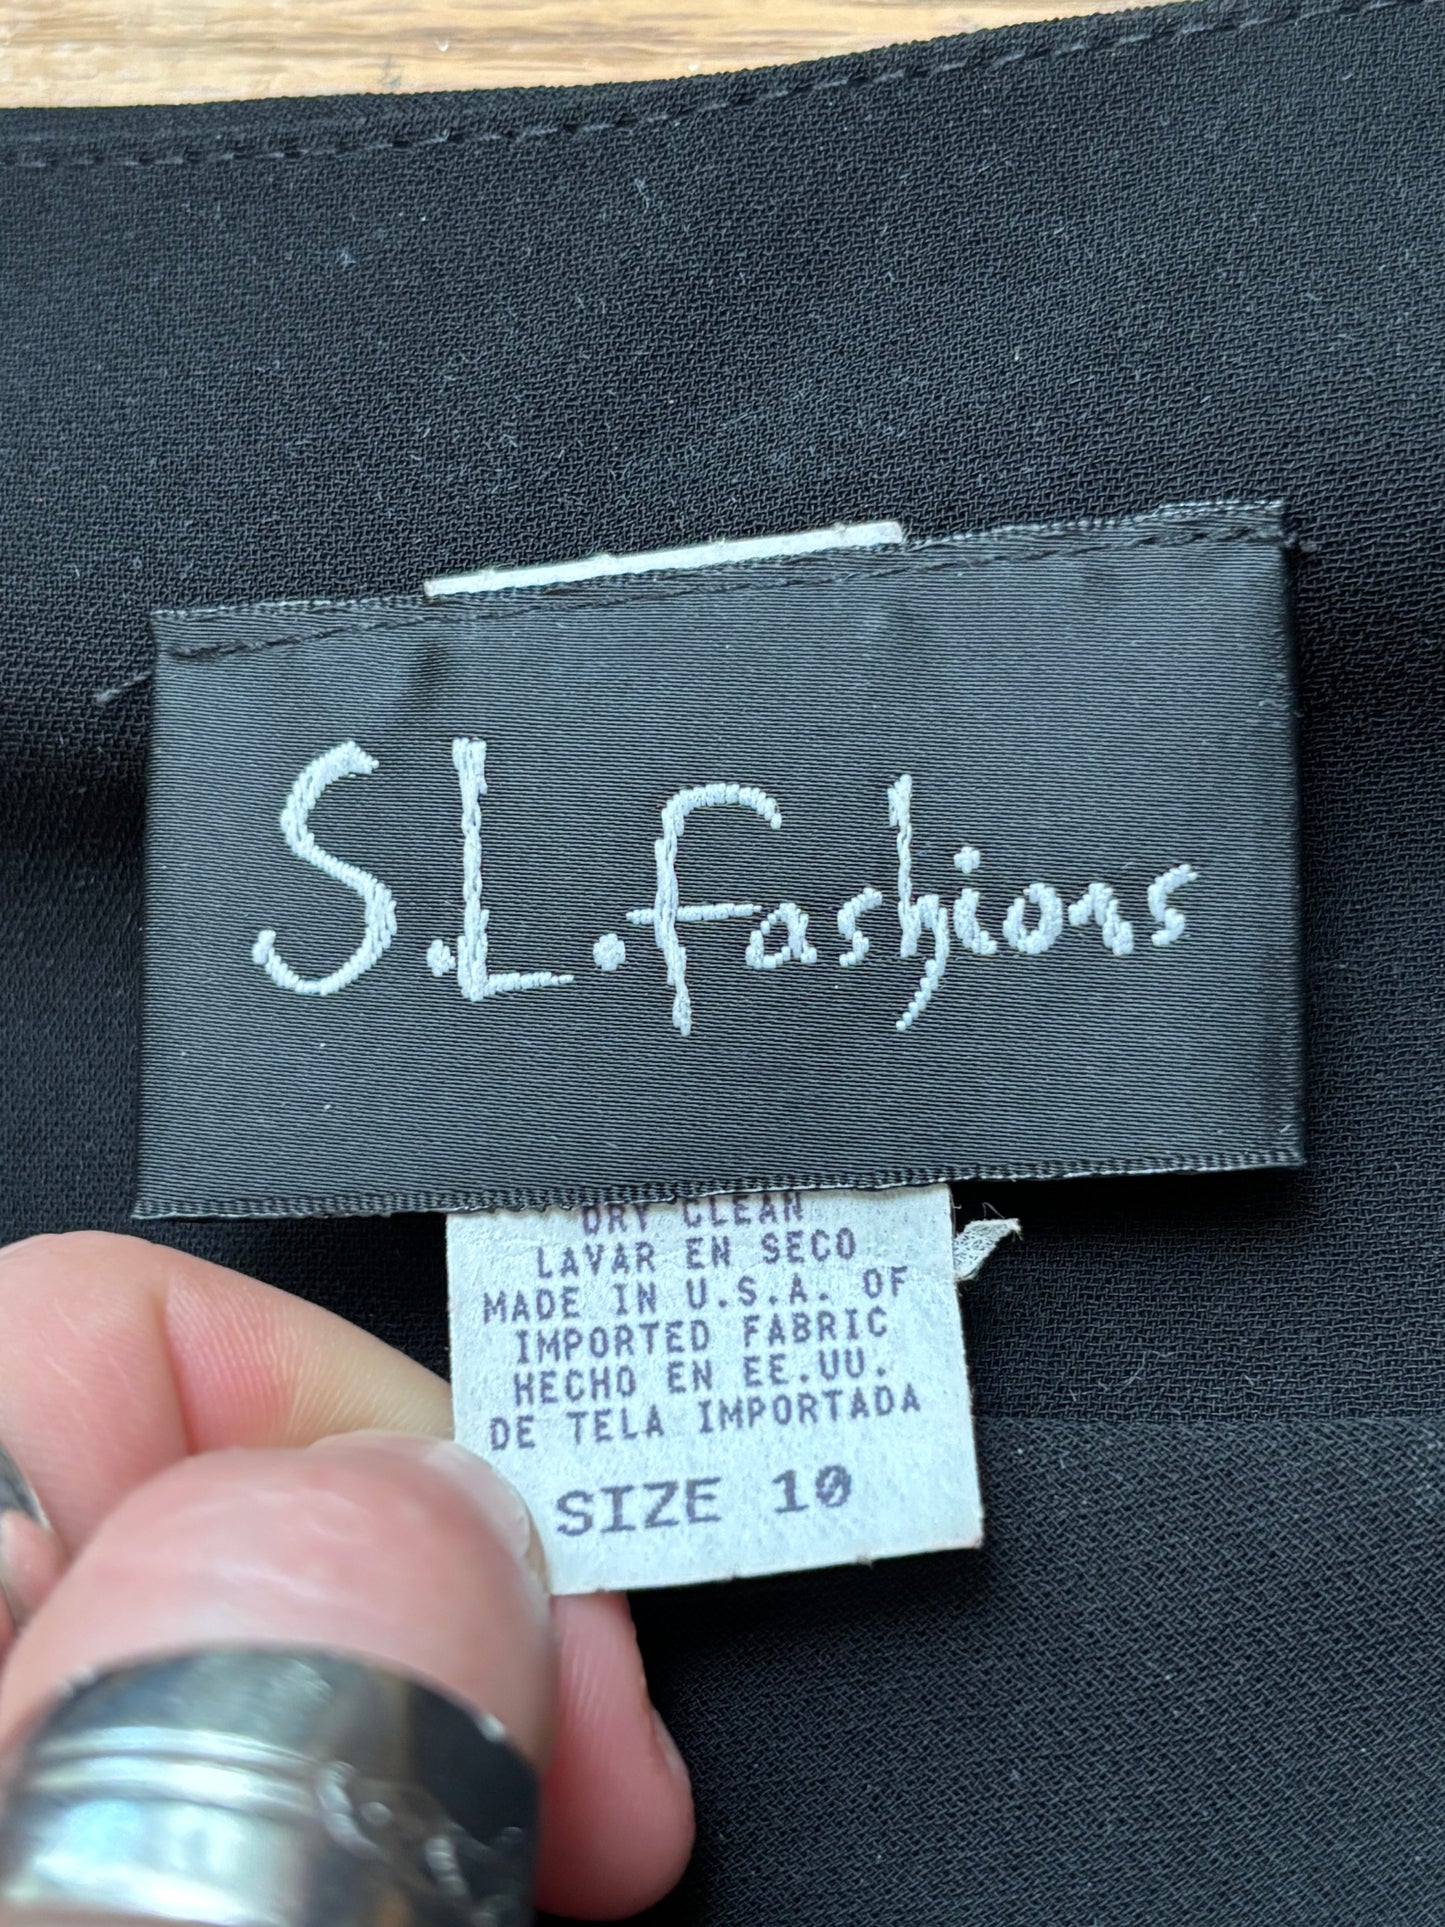 S.L. Fashions
DRY CLEAN
LAVAR EN SECO
MADE IN U.S.A. OF
IMPORTED FABRIC
HECHO EN EE.UU.
DE TELA IMPORTADA
SIZE 10